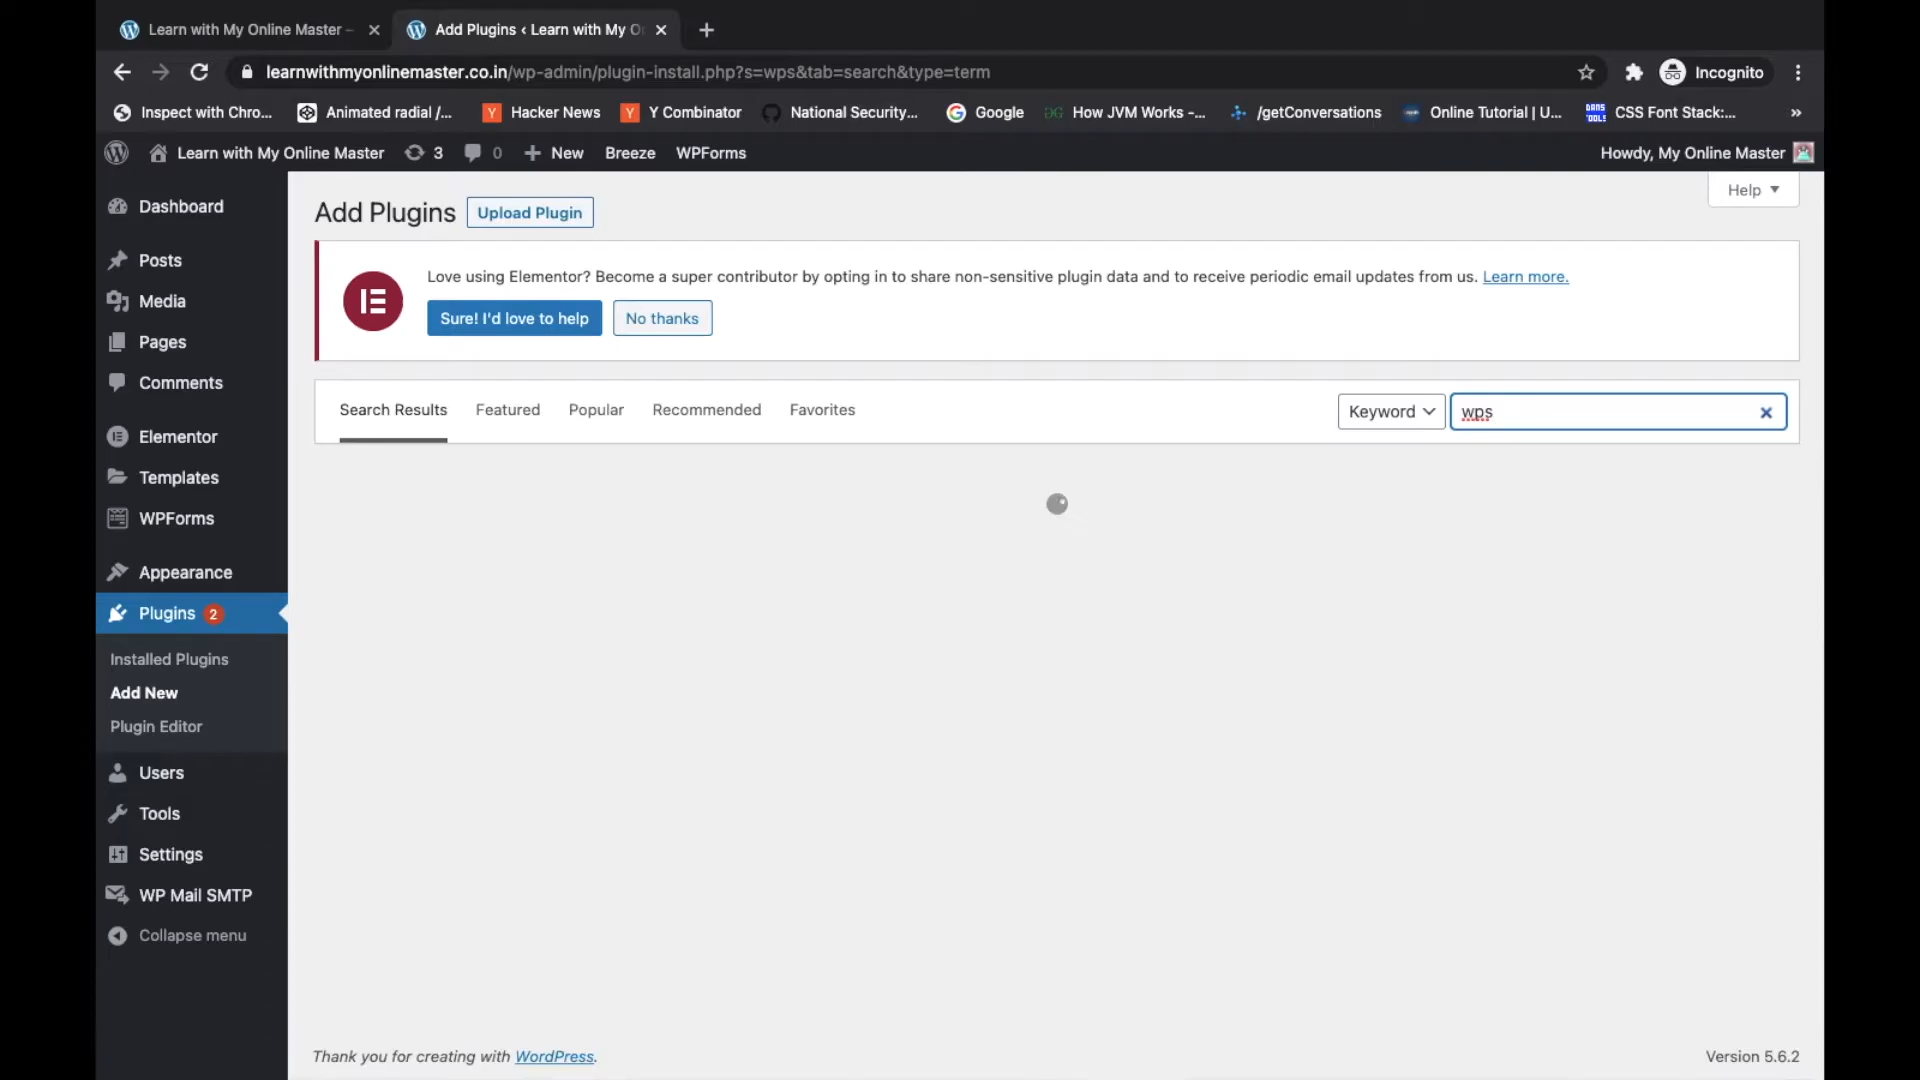 Learn with My Online Master –
Add Plugins ‹ Learn with My O
learnwithmyonlinemaster.co.in/wp-admin/plugin-install.php?s=wps&tab=search&type=term
Incognito
Inspect with Chro...
Animated radial /...
Hacker News
Y Combinator
National Security...
Google
How JVM Works -...
/getConversations
Online Tutorial | U...
CSS Font Stack:...
»
Learn with My Online Master
3
0
New
Breeze
WPForms
Howdy, My Online Master
Dashboard
Posts
Media
Pages
Comments
Elementor
Templates
WPForms
Appearance
Plugins 2
Installed Plugins
Add New
Plugin Editor
Users
Tools
Settings
WP Mail SMTP
Collapse menu
Help
Add Plugins
Upload Plugin
Love using Elementor? Become a super contributor by opting in to share non-sensitive plugin data and to receive periodic email updates from us. Learn more.
Sure! I'd love to help
No thanks
Search Results
Featured
Popular
Recommended
Favorites
Keyword
wps
Thank you for creating with WordPress.
Version 5.6.2